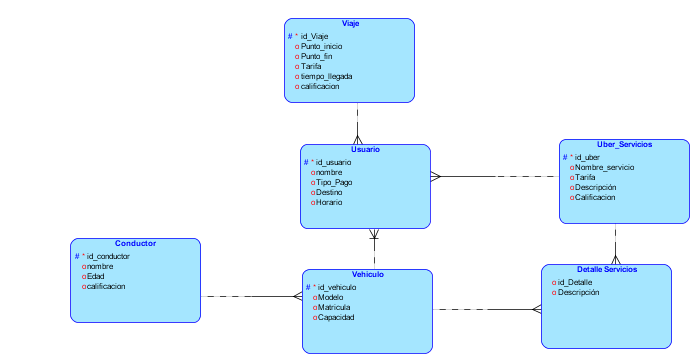 Viaje
# * id_Viaje
o Punto_inicio
o Punto_fin
o Tarifa
o tiempo_llegada
o calificacion
Usuario
# * id_usuario
o nombre
o Tipo_Pago
o Destino
o Horario
Uber_Servicios
# * id_uber
o Nombre_servicio
o Tarifa
o Descripción
o Calificacion
Conductor
# * id_conductor
o nombre
o Edad
o calificacion
Vehiculo
# * id_vehiculo
o Modelo
o Matricula
o Capacidad
Detalle Servicios
o id_Detalle
o Descripción